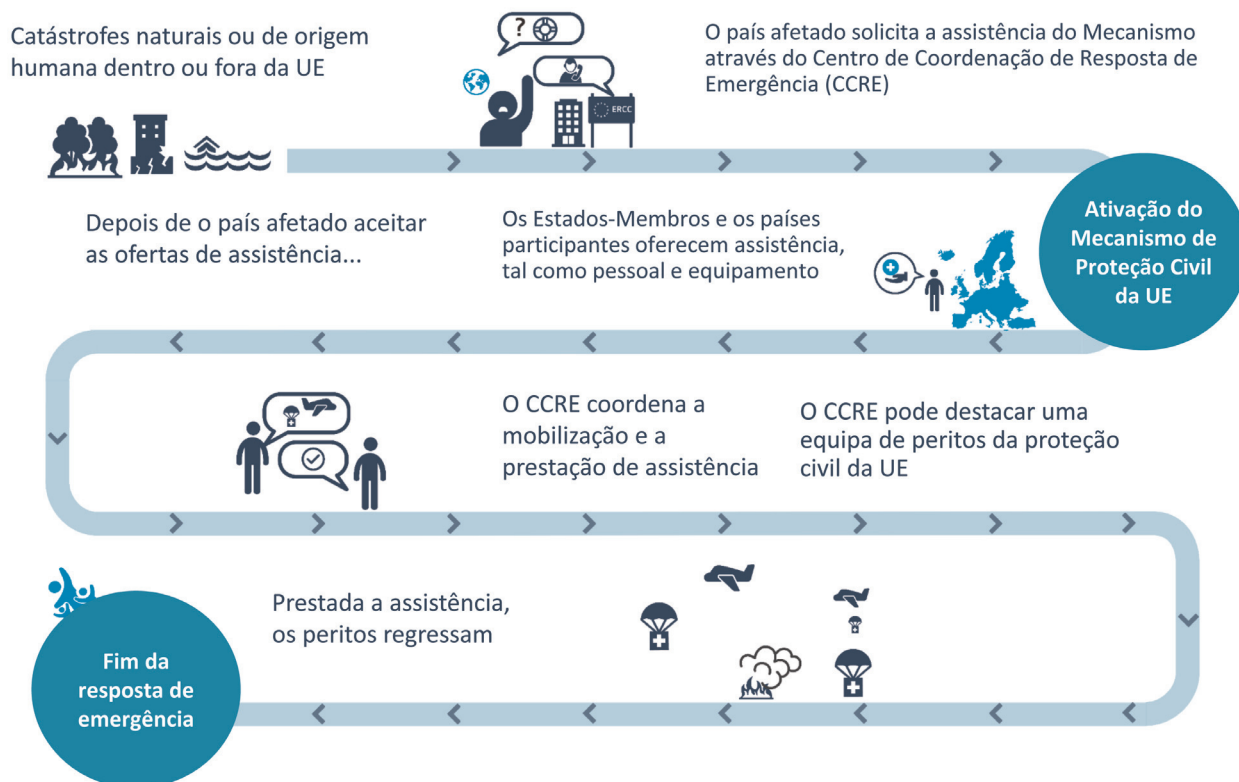 Catástrofes naturais ou de origem
humana dentro ou fora da UE
?
ERCC
O país afetado solicita a assistência do Mecanismo
através do Centro de Coordenação de Resposta de
Emergência (CCRE)
Ativação do
Mecanismo de
Proteção Civil
da UE
Os Estados-Membros e os países
participantes oferecem assistência,
tal como pessoal e equipamento
Depois de o país afetado aceitar
as ofertas de assistência...
O CCRE coordena a
mobilização e a
prestação de assistência
O CCRE pode destacar uma
equipa de peritos da proteção
civil da UE
Prestada a assistência,
os peritos regressam
Fim da
resposta de
emergência